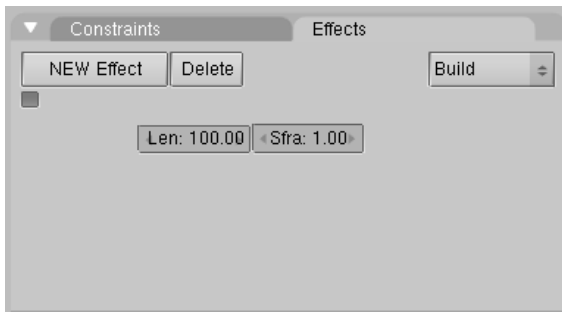 Constraints Effects
NEW Effect Delete Build
Len: 100.00 Sfra: 1.00